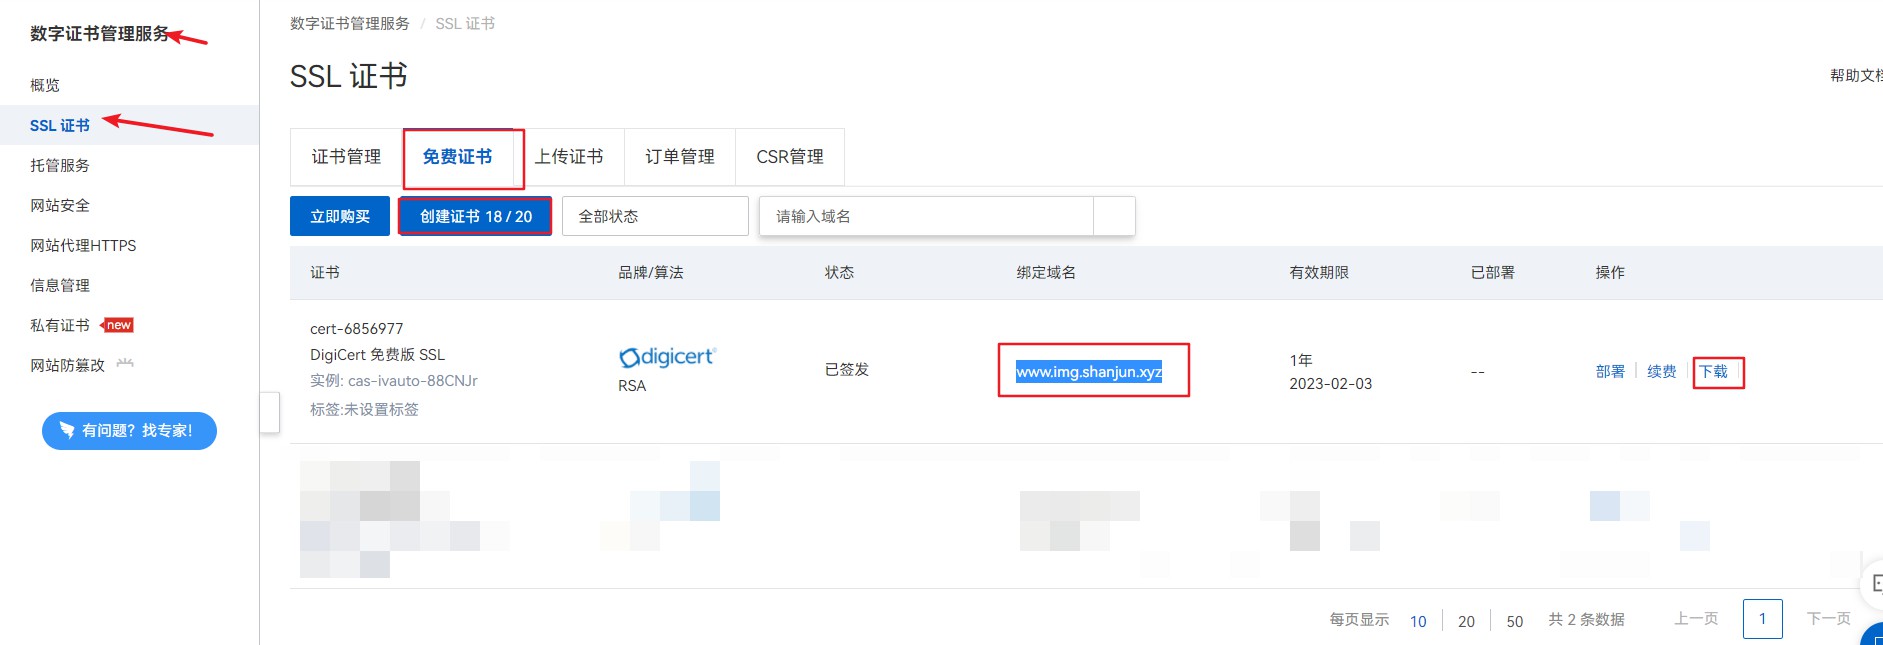 数字证书管理服务
概览
SSL 证书
托管服务
网站安全
网站代理HTTPS
信息管理
私有证书 new
网站防篡改
有问题? 找专家!
数字证书管理服务 / SSL 证书
SSL 证书
帮助文档
证书管理 免费证书 上传证书 订单管理 CSR管理
立即购买 创建证书 18 / 20 全部状态 请输入域名
证书 品牌/算法 状态 绑定域名 有效期限 已部署 操作
cert-6856977
DigiCert 免费版 SSL
实例: cas-ivauto-88CNJr
标签:未设置标签
digicert
RSA
已签发
www.img.shanjun.xyz
1年
2023-02-03
--
部署 续费 下载
每页显示 10 20 50 共 2 条数据 上一页 1 下一页